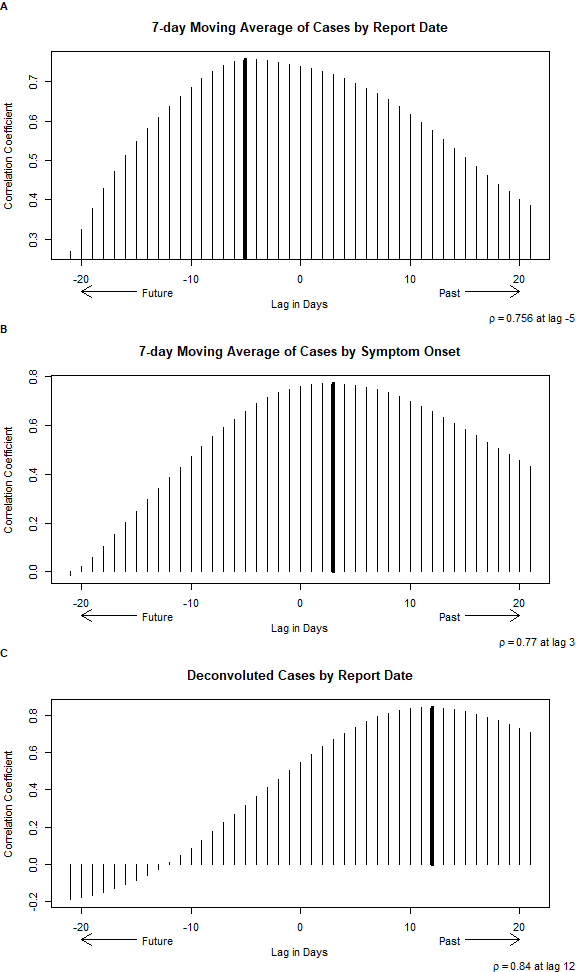 A
7-day Moving Average of Cases by Report Date
Correlation Coefficient
0.7
0.6
0.5
0.4
0.3
-20 -10 0 10 20
Future Past
Lag in Days
ρ = 0.756 at lag -5
B
7-day Moving Average of Cases by Symptom Onset
Correlation Coefficient
0.8
0.6
0.4
0.2
0.0
-20 -10 0 10 20
Future Past
Lag in Days
ρ = 0.77 at lag 3
C
Deconvoluted Cases by Report Date
Correlation Coefficient
0.8
0.6
0.4
0.2
0.0
-0.2
-20 -10 0 10 20
Future Past
Lag in Days
ρ = 0.84 at lag 12